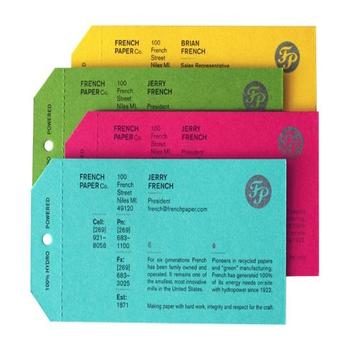 FRENCH
PAPER Co.
100
French
Street
Niles MI
BRIAN
FRENCH
Sales Representative
FP
FRENCH
PAPER Co.
100
French
Street
Niles MI
JERRY
FRENCH
President
POWERED
FRENCH
PAPER Co.
100
French
Street
Niles MI
JERRY
FRENCH
President
FP
POWERED
100% HYDRO
FRENCH
PAPER Co.
100
French
Street
Niles MI
49120
JERRY
FRENCH
President
french@frenchpaper.com
FP
Cell:
[269]
921–
8058
Pn:
[269]
683–
1100
Fx:
[269]
683–
3025
Est:
1871
For six generations French
has been family owned and
operated. It remains one of
the smallest, most innovative
mills in the United States.
Pioneers in recycled papers
and "green" manufacturing,
French has generated 100%
of its energy needs on-site
with hydropower since 1922.
Making paper with hard work, integrity and respect for the craft.